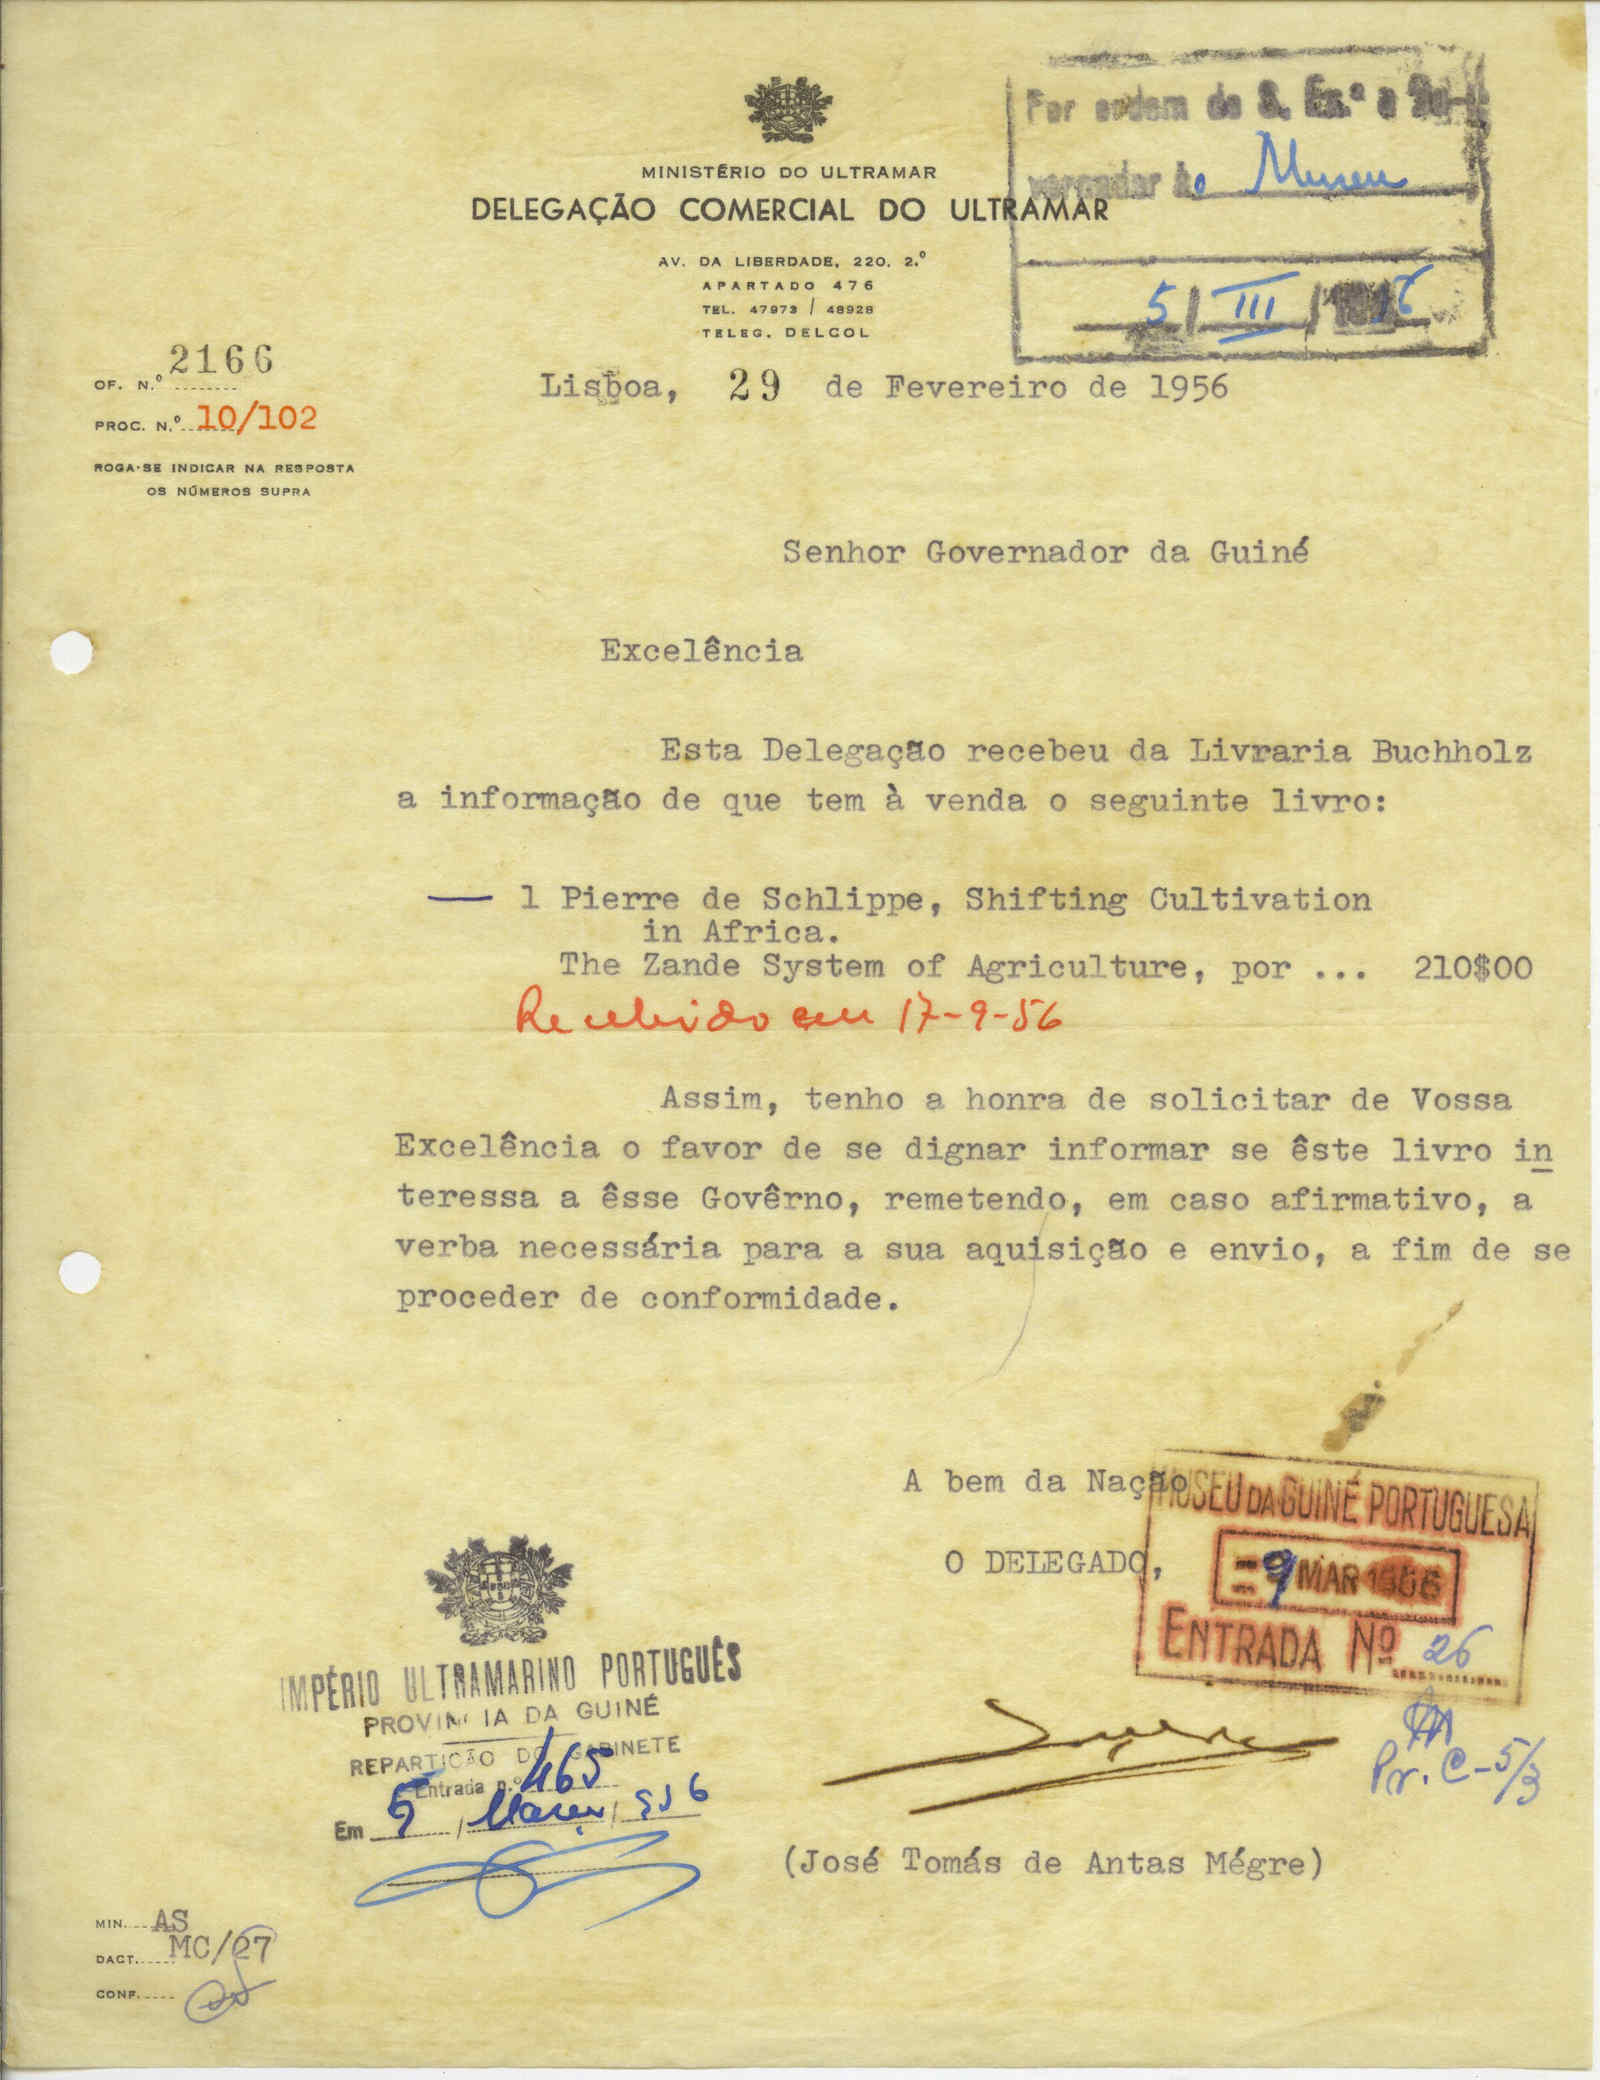 Por ordem de S. Ex.ª o Go-
vernador ao Museu
5/III/1956
MINISTÉRIO DO ULTRAMAR
DELEGAÇÃO COMERCIAL DO ULTRAMAR
AV. DA LIBERDADE, 220, 2.º
APARTADO 476
TEL. 47973 / 48928
TELEG. DELCOL
OF. N.º 2166
PROC. N.º 10/102
ROGA-SE INDICAR NA RESPOSTA
OS NÚMEROS SUPRA
Lisboa, 29 de Fevereiro de 1956
Senhor Governador da Guiné
Excelência
Esta Delegação recebeu da Livraria Buchholz
a informação de que tem à venda o seguinte livro:
— 1 Pierre de Schlippe, Shifting Cultivation
in Africa.
The Zande System of Agriculture, por ... 210$00
Recebido em 17-9-56
Assim, tenho a honra de solicitar de Vossa
Excelência o favor de se dignar informar se êste livro in
teressa a êsse Govêrno, remetendo, em caso afirmativo, a
verba necessária para a sua aquisição e envio, a fim de se
proceder de conformidade.
A bem da Nação
O DELEGADO,
MUSEU DA GUINÉ PORTUGUESA
= 9 MAR 1956
ENTRADA Nº 26
Pr. C-5/3
IMPÉRIO ULTRAMARINO PORTUGUÊS
PROVINCIA DA GUINÉ
REPARTIÇÃO DO GABINETE
Entrada n.º 1465
Em 5 / Março / 956
(José Tomás de Antas Mégre)
MIN. AS
DACT. MC/27
CONF.